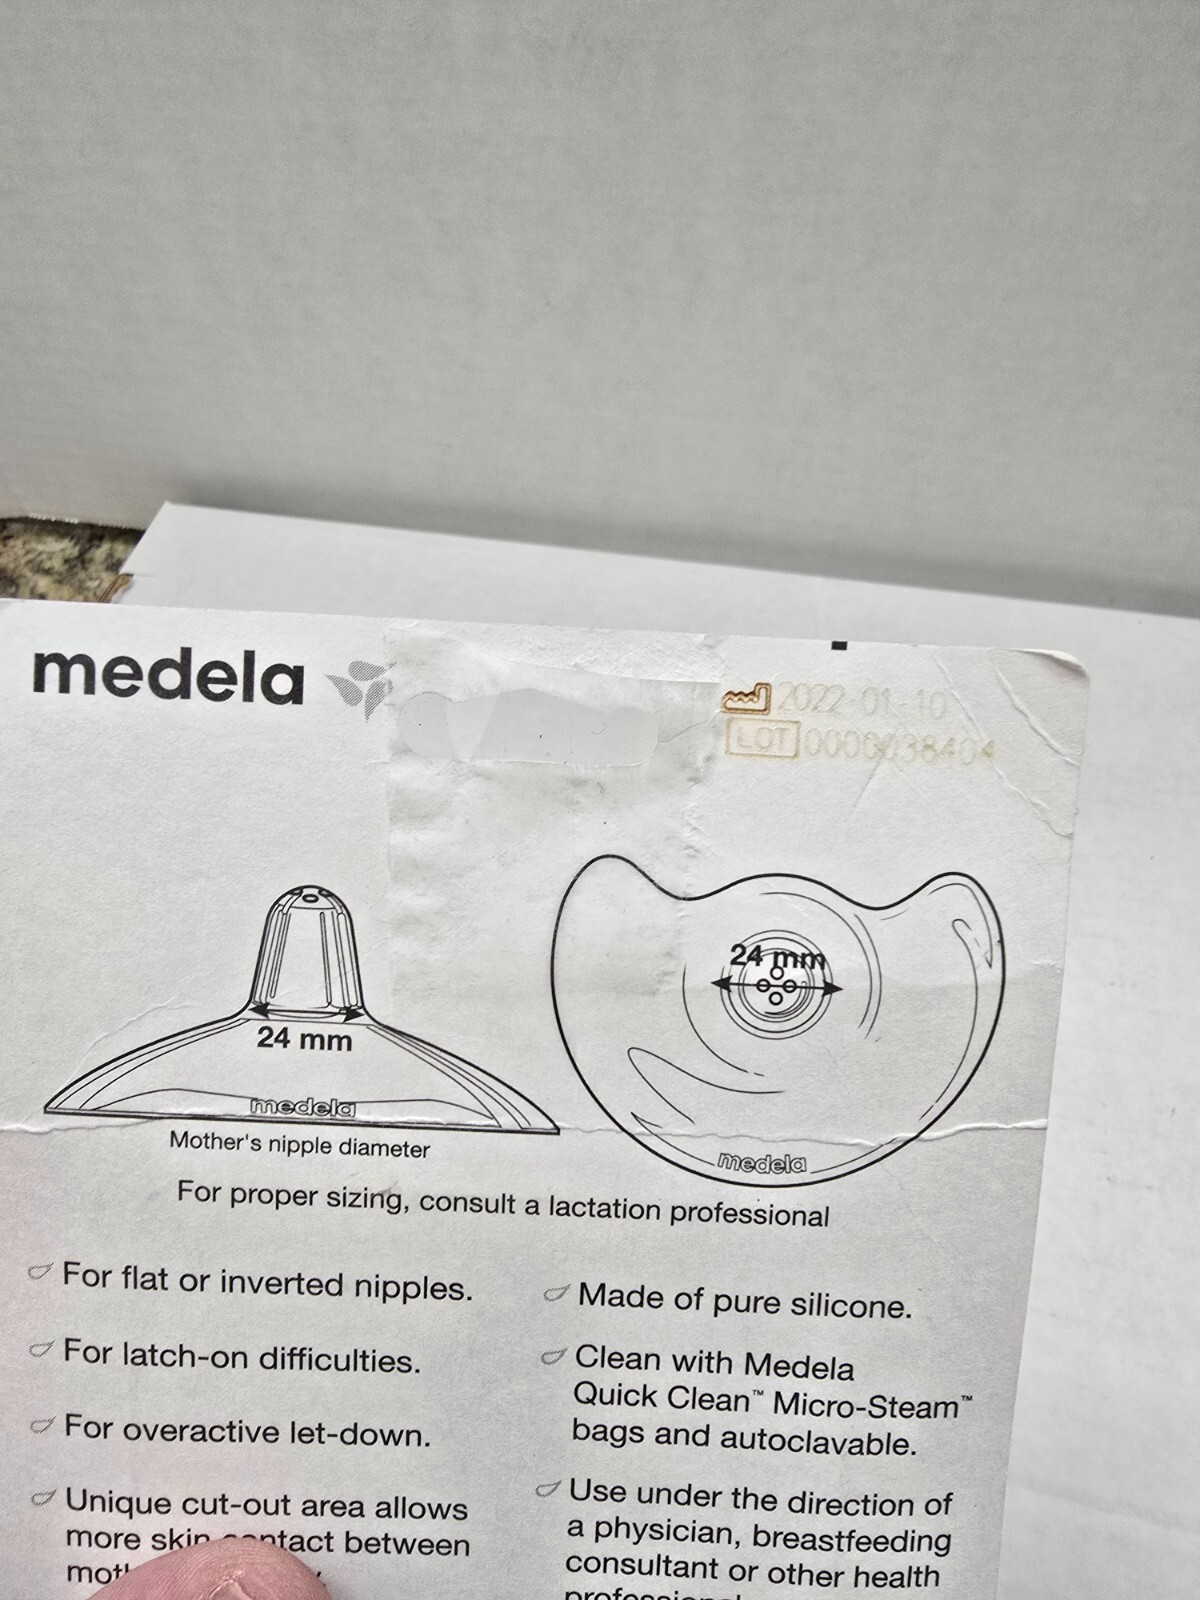 medela
2022-01-10
LOT 0000038404
24 mm
24 mm
medela
medela
Mother's nipple diameter
For proper sizing, consult a lactation professional
For flat or inverted nipples.
For latch-on difficulties.
For overactive let-down.
Unique cut-out area allows
more skin contact between
Made of pure silicone.
Clean with Medela
Quick Clean™ Micro-Steam™
bags and autoclavable.
Use under the direction of
a physician, breastfeeding
consultant or other health